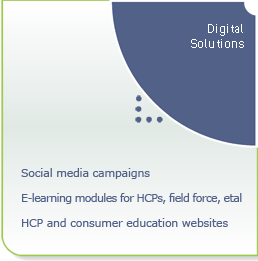 Digital
Solutions
Social media campaigns
E-learning modules for HCPs, field force, etal
HCP and consumer education websites